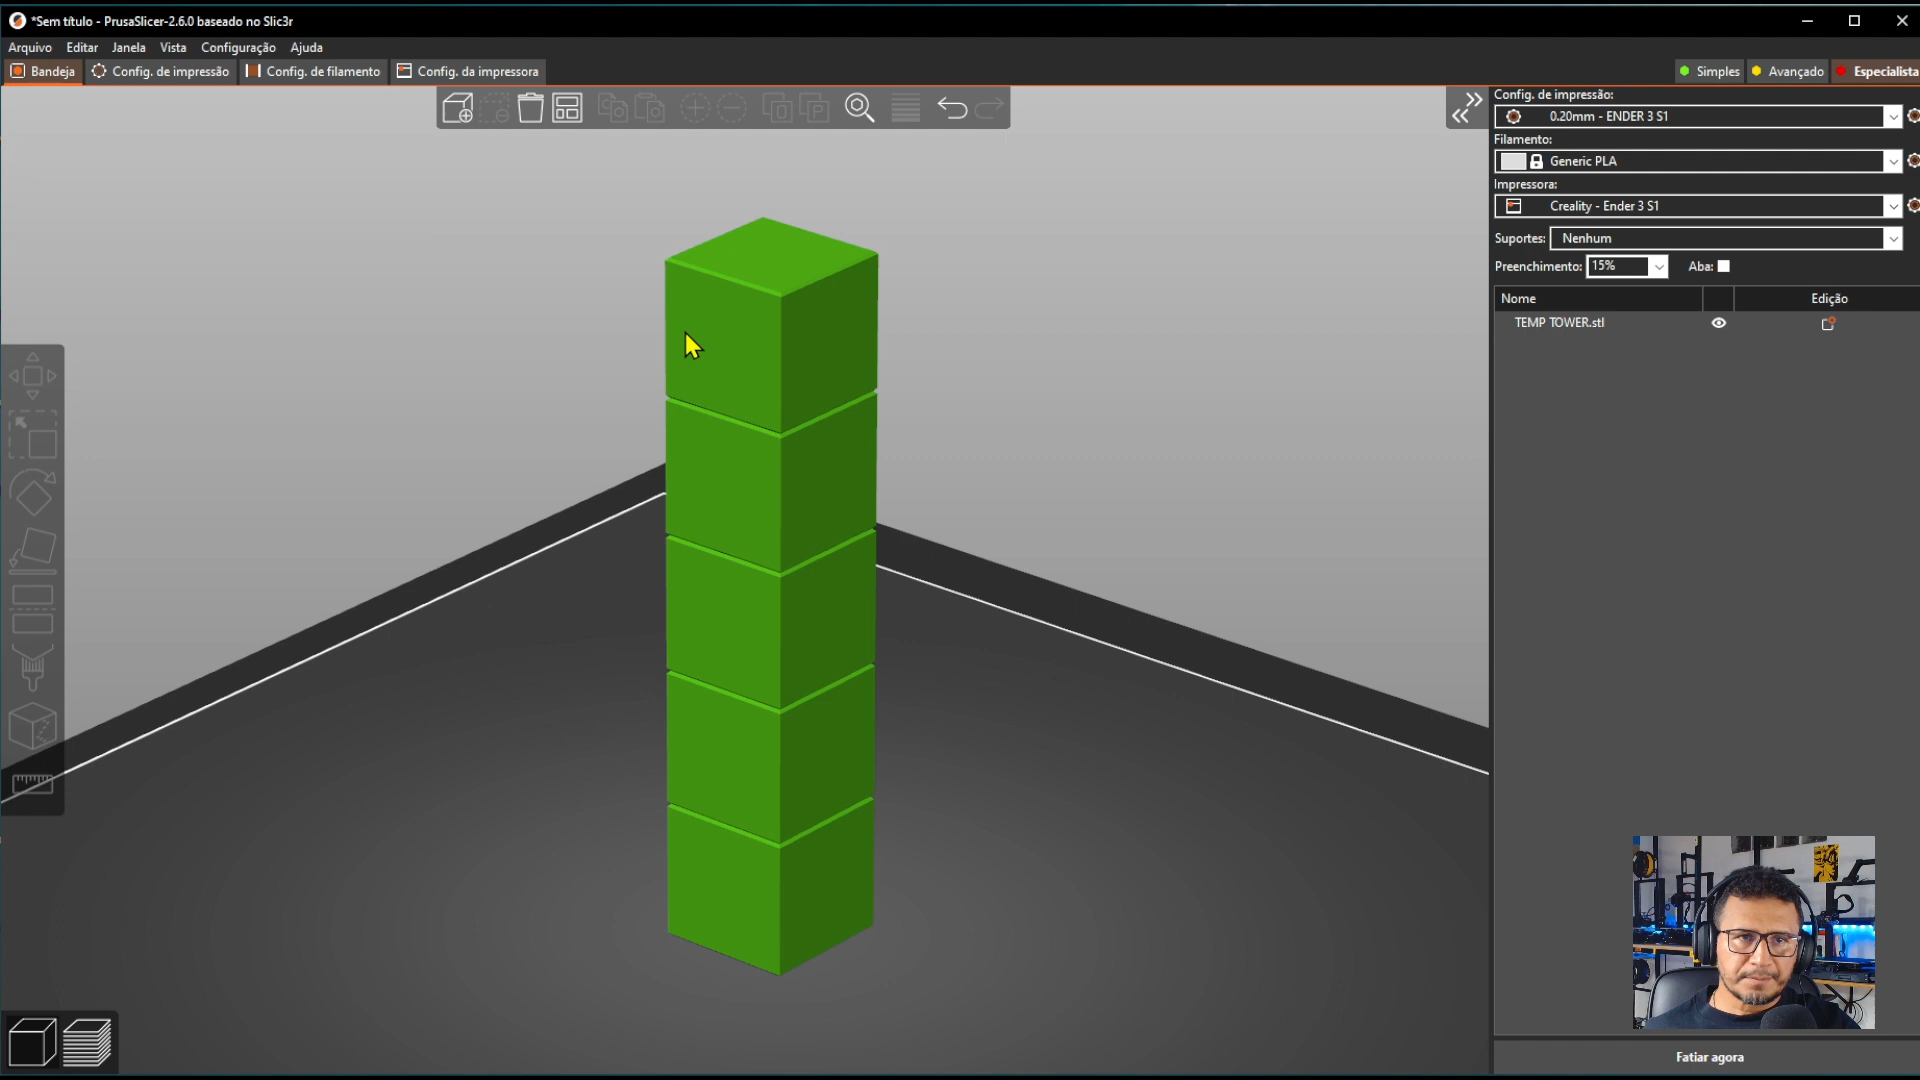 *Sem título - PrusaSlicer-2.6.0 baseado no Slic3r
Arquivo Editar Janela Vista Configuração Ajuda
Bandeja Config. de impressão Config. de filamento Config. da impressora Simples Avançado Especialista
Config. de impressão:
0.20mm - ENDER 3 S1
Filamento:
Generic PLA
Impressora:
Creality - Ender 3 S1
Suportes: Nenhum
Preenchimento: 15% Aba:
Nome Edição
TEMP TOWER.stl
Fatiar agora